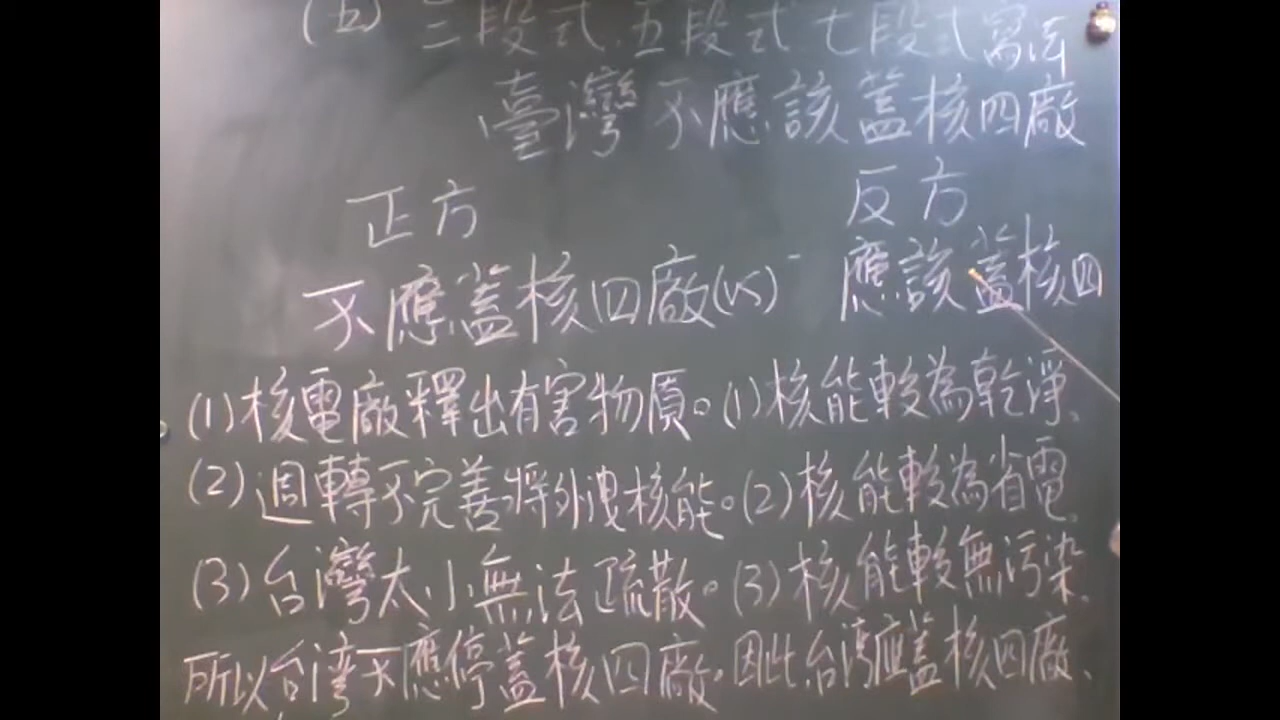 (五) 三段式.五段式.七段式寫法
臺灣不應該蓋核四廠
正方 反方
不應蓋核四廠(VS) 應該蓋核四
(1)核電廠釋出有害物質。(1)核能較為乾淨、
(2)週轉不完善將外洩核能。(2)核能較為省電、
(3)台灣太小無法疏散。(3)核能較無污染、
所以台湾不應停蓋核四廠。因此台湾應蓋核四廠、